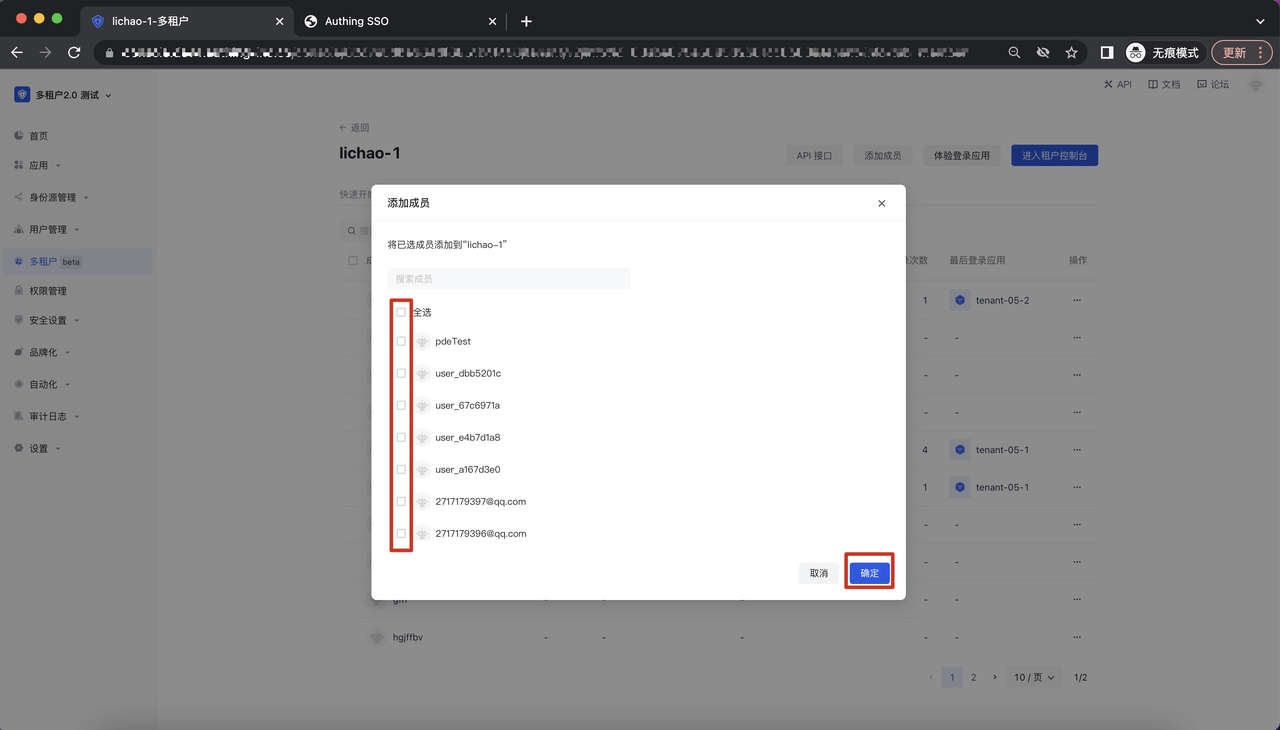 lichao-1-多租户
Authing SSO
无痕模式
更新
多租户2.0 测试
API
文档
论坛
首页
应用
身份源管理
用户管理
多租户 beta
权限管理
安全设置
品牌化
自动化
审计日志
设置
返回
lichao-1
API 接口
添加成员
体验登录应用
进入租户控制台
快速开
添加成员
将已选成员添加到“lichao-1”
搜索成员
全选
pdeTest
user_dbb5201c
user_67c6971a
user_e4b7d1a8
user_a167d3e0
2717179397@qq.com
2717179396@qq.com
取消
确定
次数
最后登录应用
操作
1
tenant-05-2
···
- - ···
- - ···
- - ···
4
tenant-05-1
···
1
tenant-05-1
···
- - ···
- - ···
- - - - - ···
hgjffbv - - - - - ···
1 2 10 / 页 1/2